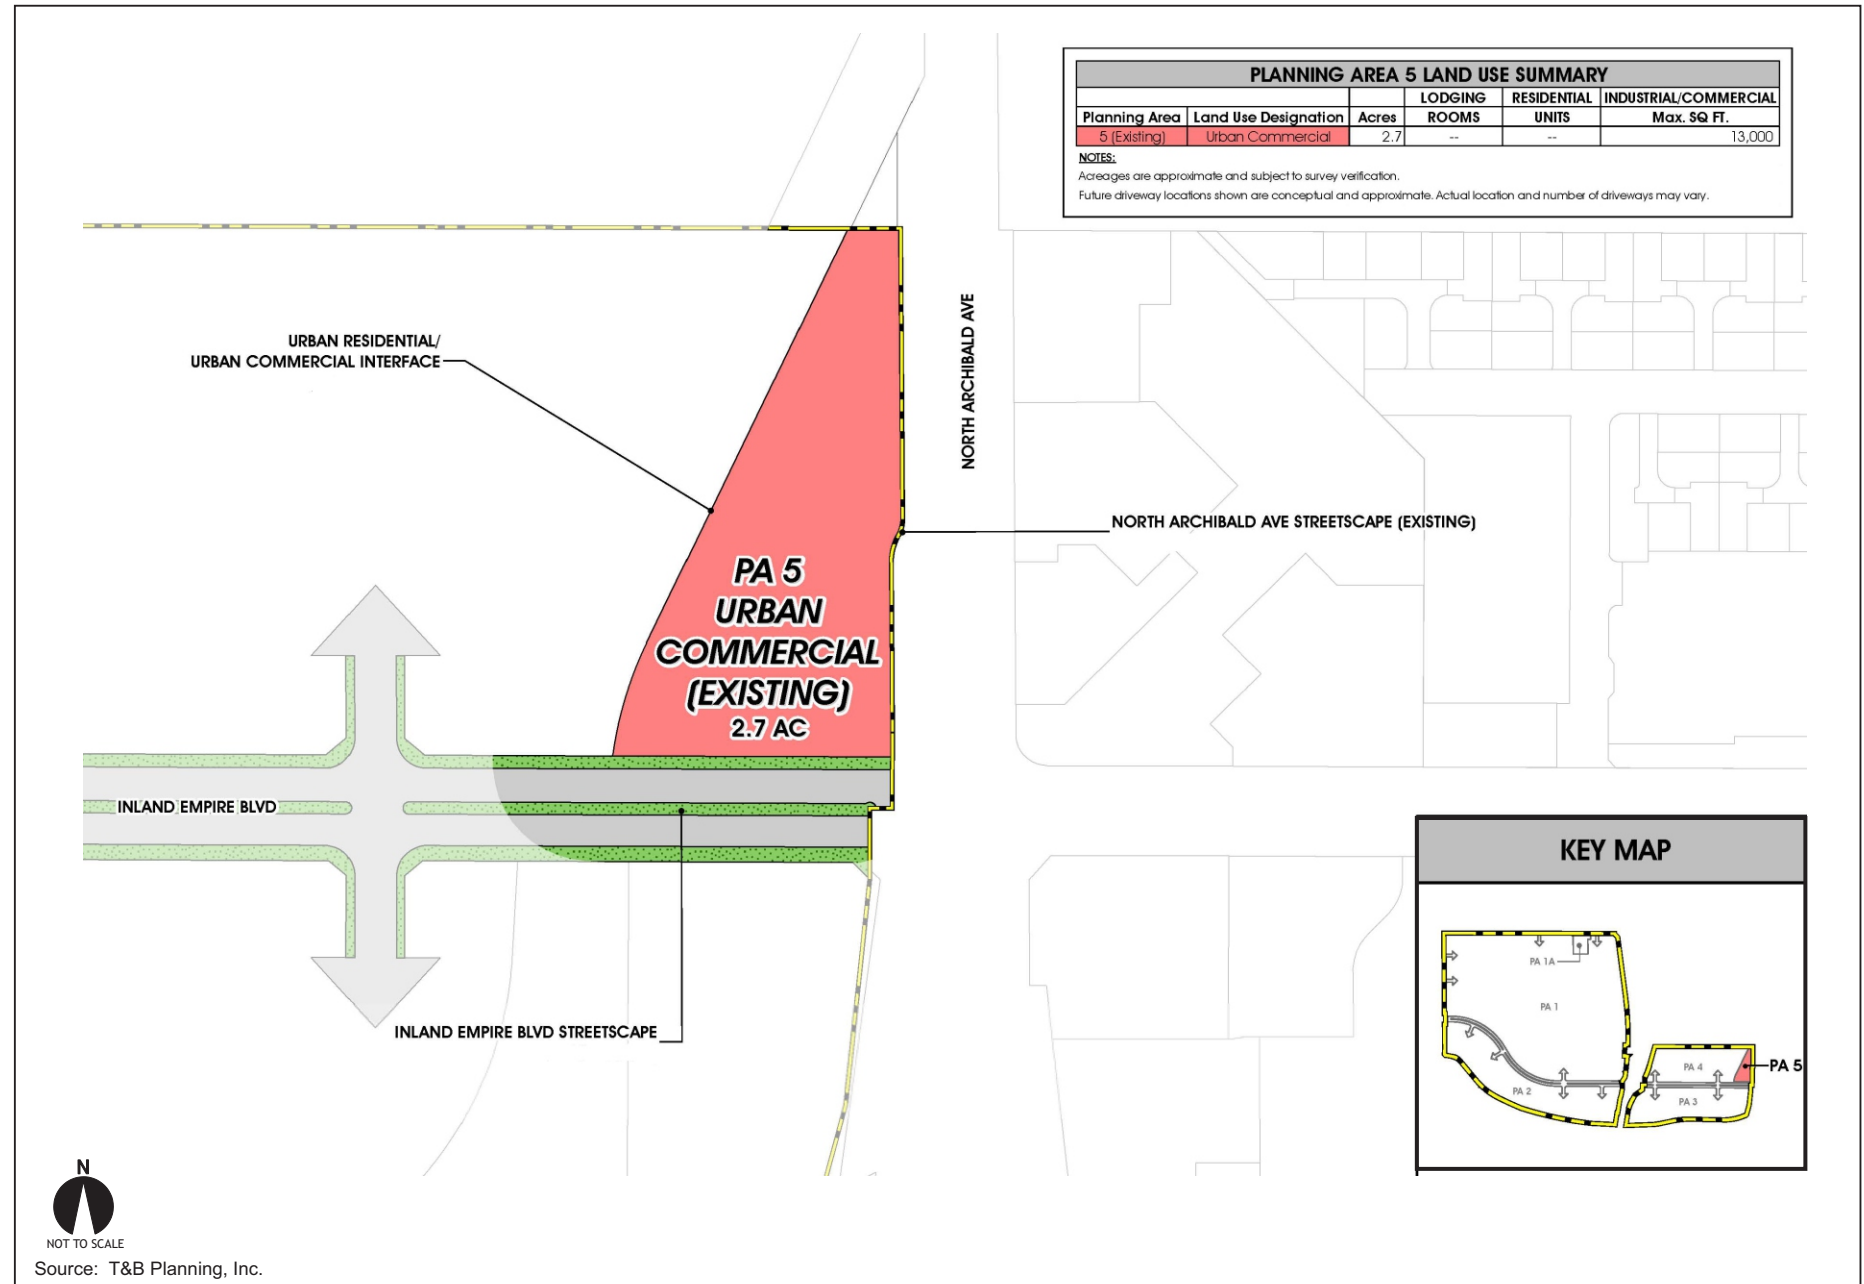 PLANNING AREA 5 LAND USE SUMMARY
LODGING RESIDENTIAL INDUSTRIAL/COMMERCIAL
Planning Area Land Use Designation Acres ROOMS UNITS Max. SQ FT.
5 (Existing) Urban Commercial 2.7 -- -- 13,000
NOTES:
Acreages are approximate and subject to survey verification.
Future driveway locations shown are conceptual and approximate. Actual location and number of driveways may vary.
URBAN RESIDENTIAL/
URBAN COMMERCIAL INTERFACE
NORTH ARCHIBALD AVE
NORTH ARCHIBALD AVE STREETSCAPE (EXISTING)
PA 5
URBAN
COMMERCIAL
(EXISTING)
2.7 AC
INLAND EMPIRE BLVD
INLAND EMPIRE BLVD STREETSCAPE
KEY MAP
PA 1A
PA 1
PA 4
PA 5
PA 2
PA 3
N
NOT TO SCALE
Source: T&B Planning, Inc.